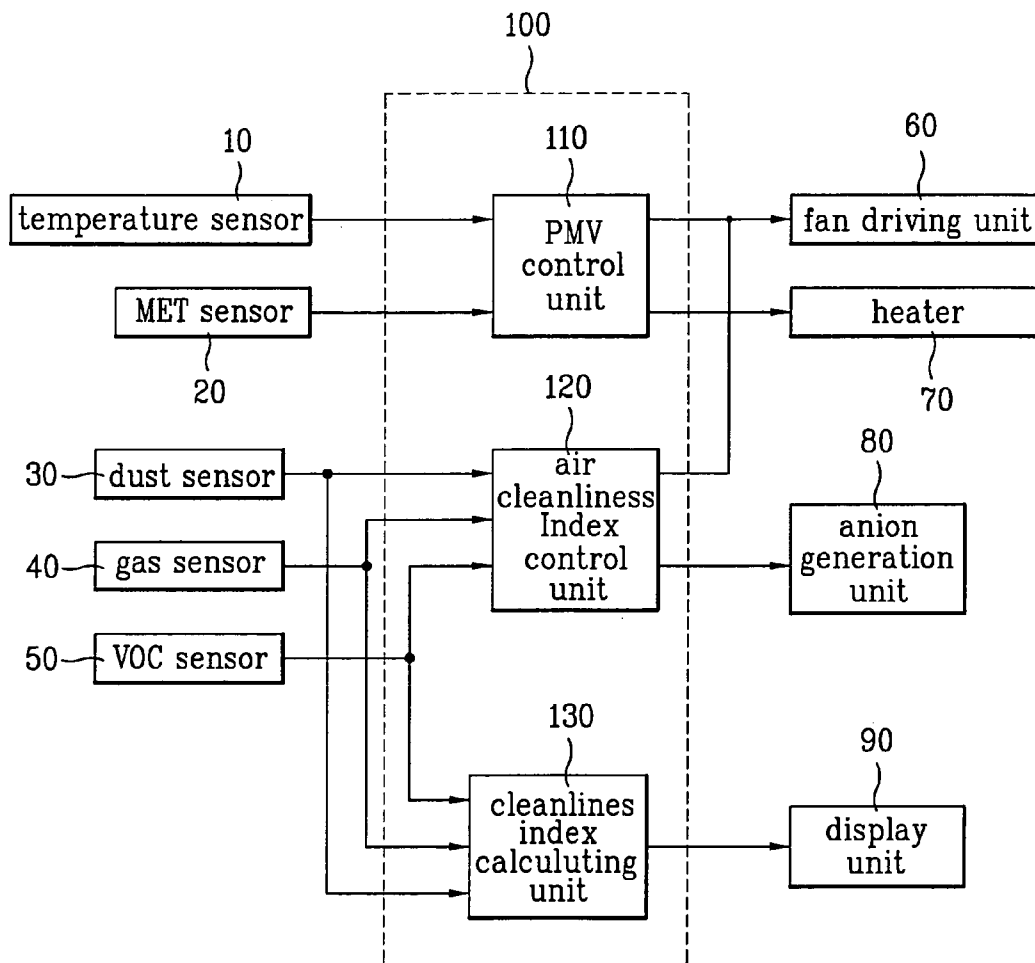 100
10
110
60
temperature sensor
PMV
control
unit
fan driving unit
MET sensor
heater
20
70
120
80
30
dust sensor
air
cleanliness
Index
control
unit
anion
generation
unit
40
gas sensor
50
VOC sensor
130
90
cleanlines
index
calculuting
unit
display
unit